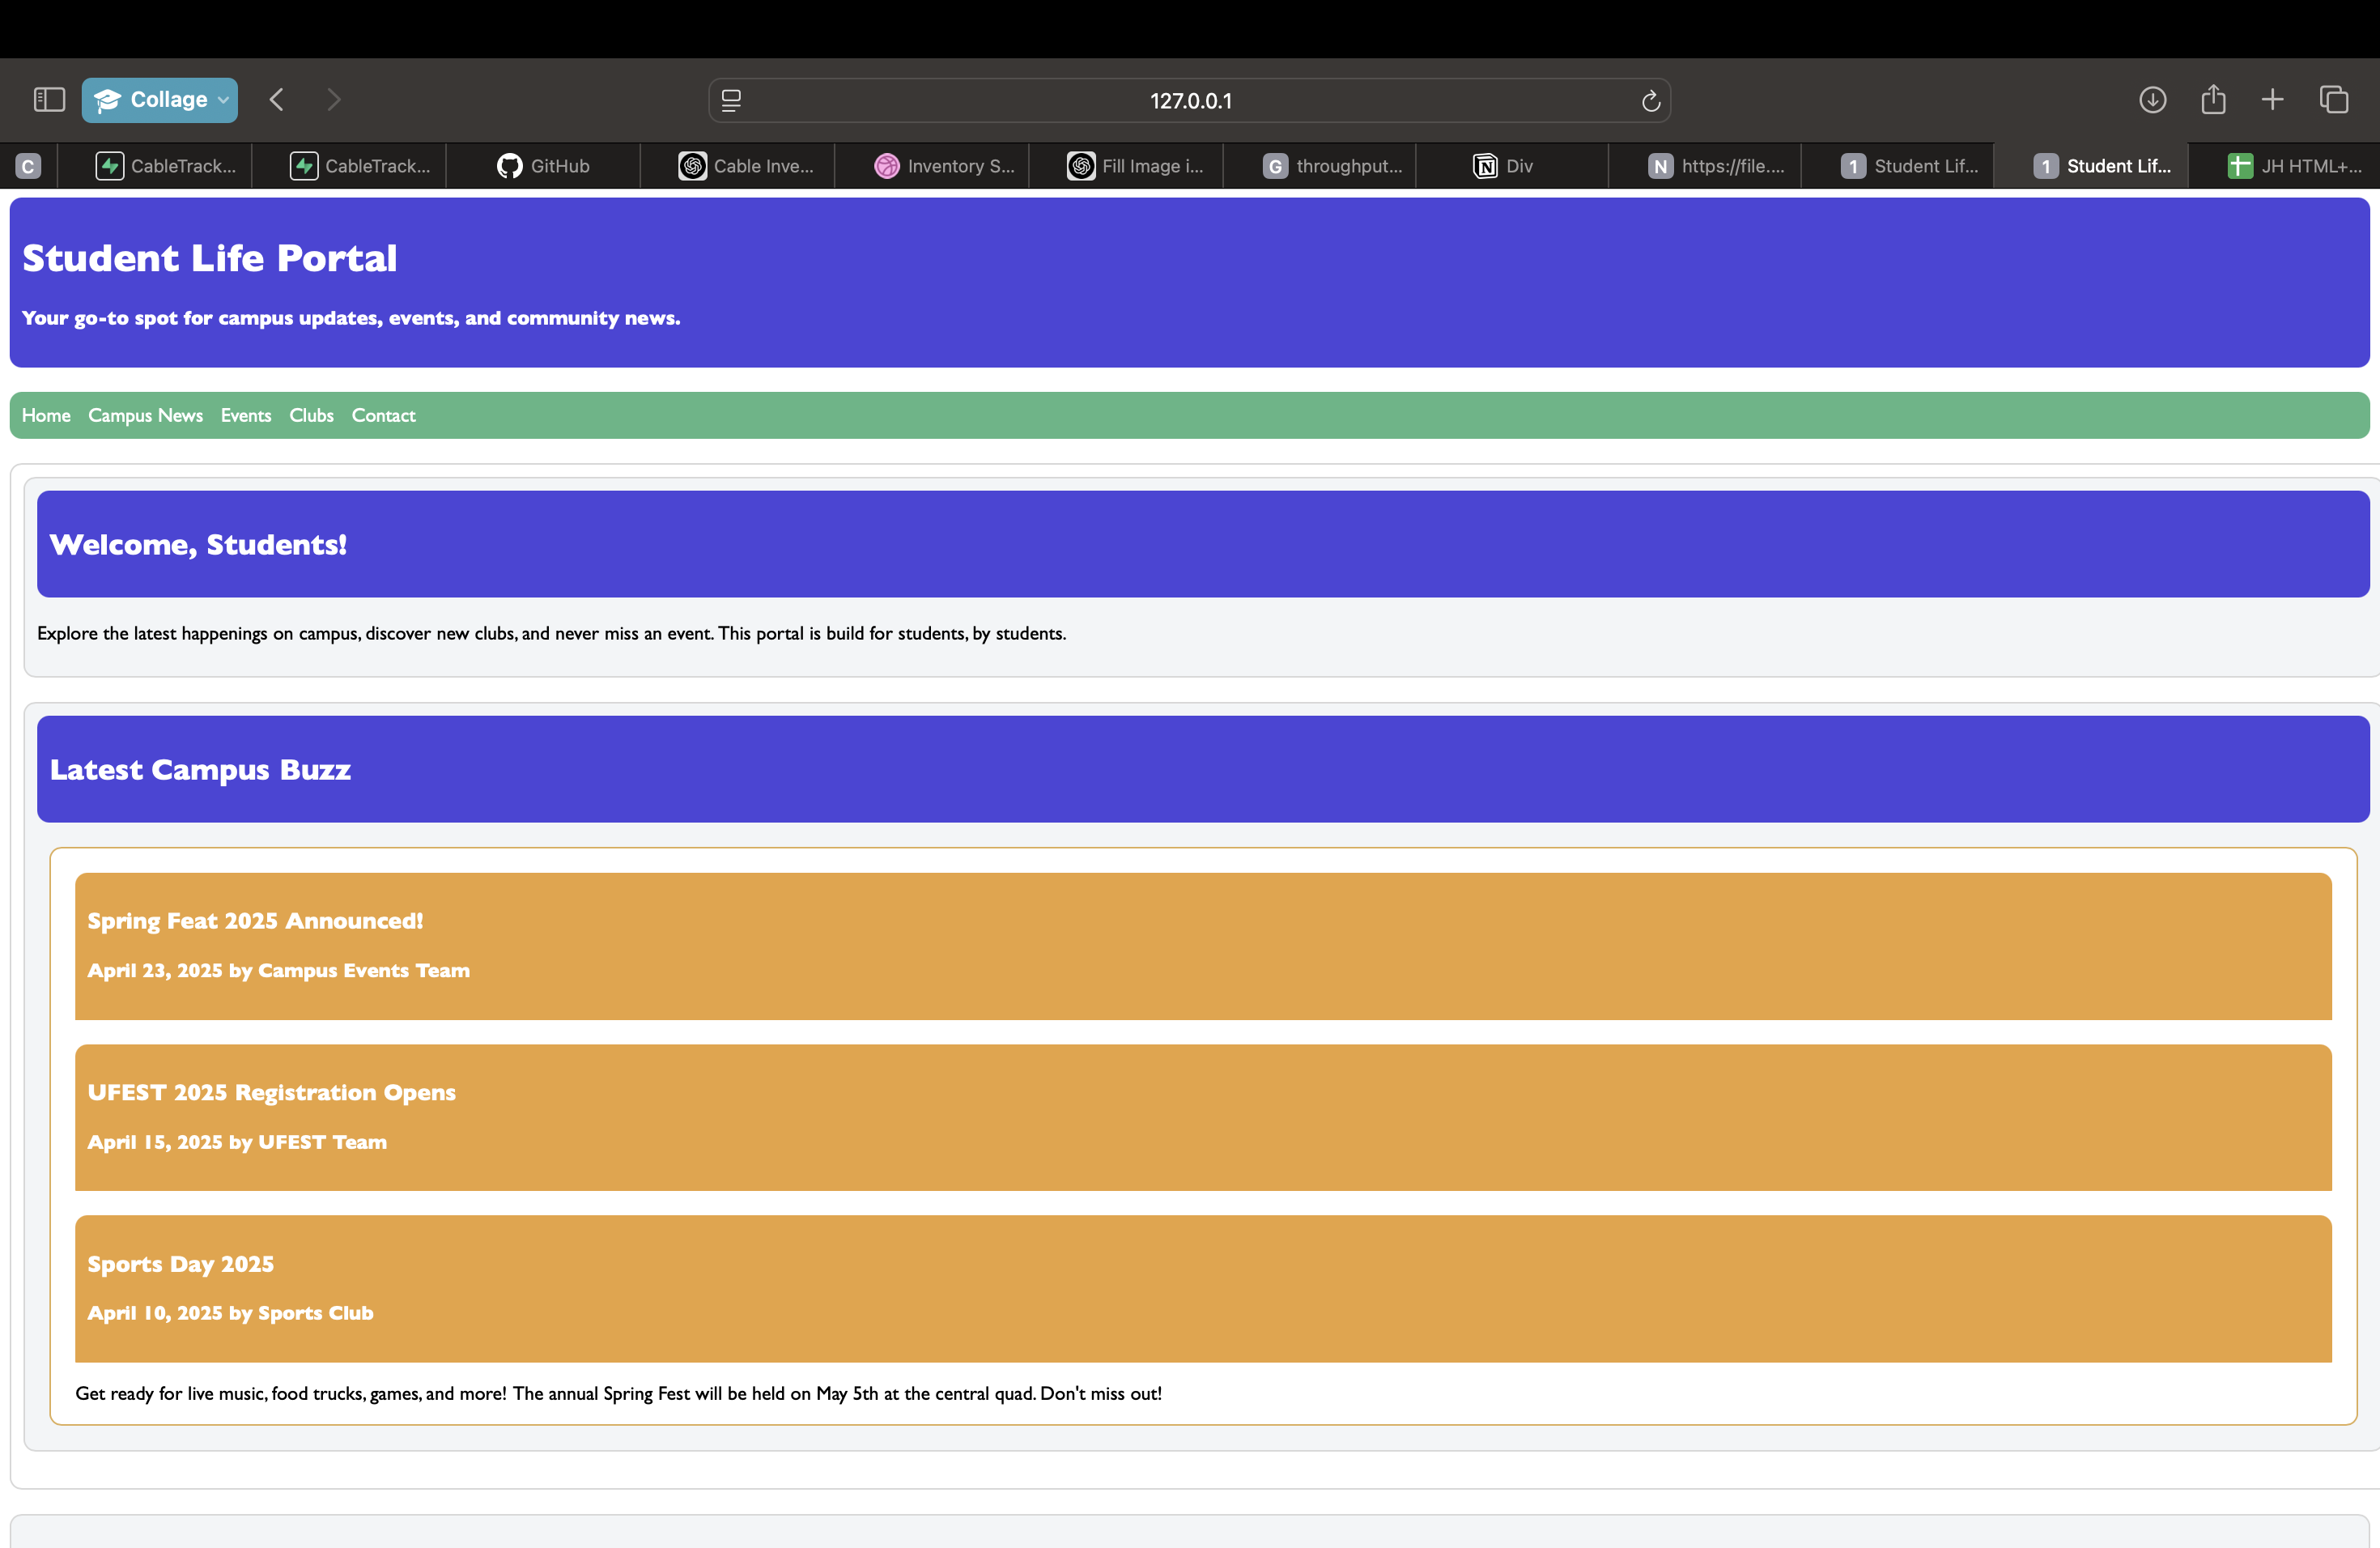 Collage
127.0.0.1
C
CableTrack...
CableTrack...
GitHub
Cable Inve...
Inventory S...
Fill Image i...
G throughput...
N Div
N https://file....
1 Student Lif...
1 Student Lif...
JH HTML+...
Student Life Portal
Your go-to spot for campus updates, events, and community news.
Home Campus News Events Clubs Contact
Welcome, Students!
Explore the latest happenings on campus, discover new clubs, and never miss an event. This portal is build for students, by students.
Latest Campus Buzz
Spring Feat 2025 Announced!
April 23, 2025 by Campus Events Team
UFEST 2025 Registration Opens
April 15, 2025 by UFEST Team
Sports Day 2025
April 10, 2025 by Sports Club
Get ready for live music, food trucks, games, and more! The annual Spring Fest will be held on May 5th at the central quad. Don't miss out!